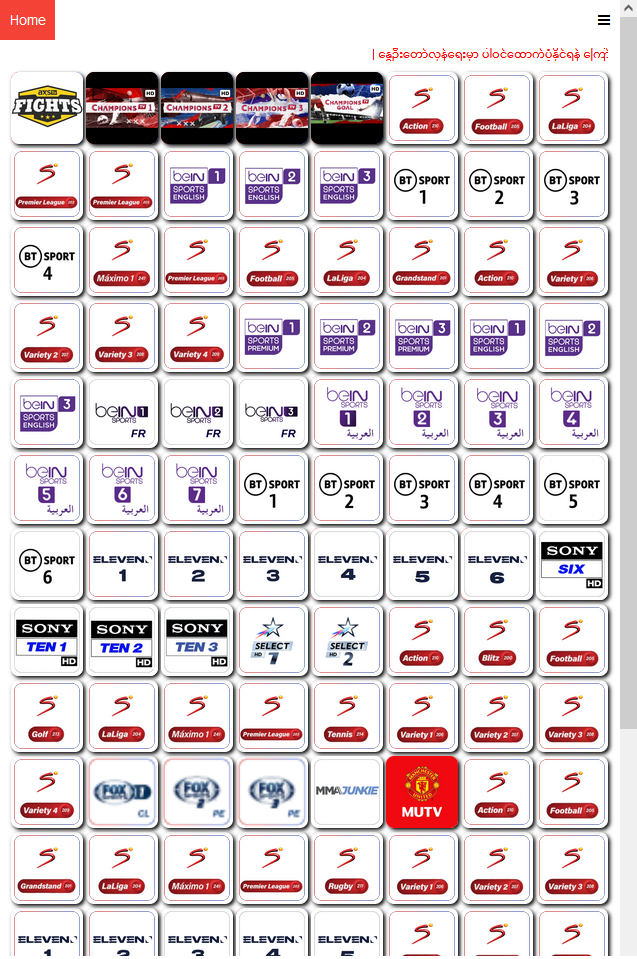 Home
| နွေဦးတော်လှန်ရေးမှာ ပါဝင်ထောက်ပံ့နိုင်ရန် ကြော်
AXS TV FIGHTS CHAMPIONS TV 1 HD CHAMPIONS TV 2 HD CHAMPIONS TV 3 HD CHAMPIONS TV GOAL HD Action 210 Football 205 LaLiga 204
Premier League 203 Premier League 203 beIN 1 SPORTS ENGLISH beIN 2 SPORTS ENGLISH beIN 3 SPORTS ENGLISH BT SPORT 1 BT SPORT 2 BT SPORT 3
BT SPORT 4 Máximo 1 241 Premier League 203 Football 205 LaLiga 204 Grandstand 201 Action 210 Variety 1 206
Variety 2 207 Variety 3 208 Variety 4 209 beIN 1 SPORTS PREMIUM beIN 2 SPORTS PREMIUM beIN 3 SPORTS PREMIUM beIN 1 SPORTS ENGLISH beIN 2 SPORTS ENGLISH
beIN 3 SPORTS ENGLISH beIN 1 SPORTS FR beIN 2 SPORTS FR beIN 3 SPORTS FR beIN SPORTS 1 العربية beIN SPORTS 2 العربية beIN SPORTS 3 العربية beIN SPORTS 4 العربية
beIN SPORTS 5 العربية beIN SPORTS 6 العربية beIN SPORTS 7 العربية BT SPORT 1 BT SPORT 2 BT SPORT 3 BT SPORT 4 BT SPORT 5
BT SPORT 6 ELEVEN 1 ELEVEN 2 ELEVEN 3 ELEVEN 4 ELEVEN 5 ELEVEN 6 SONY SIX HD
SONY TEN 1 HD SONY TEN 2 HD SONY TEN 3 HD SELECT HD 1 SELECT HD 2 Action 210 Blitz 200 Football 205
Golf 213 LaLiga 204 Máximo 1 241 Premier League 203 Tennis 214 Variety 1 206 Variety 2 207 Variety 3 208
Variety 4 209 FOX GL FOX PE FOX PE MMAJUNKIE MANCHESTER UNITED MUTV Action 210 Football 205
Grandstand 201 LaLiga 204 Máximo 1 241 Premier League 203 Rugby 211 Variety 1 206 Variety 2 207 Variety 3 208
ELEVEN ELEVEN ELEVEN ELEVEN ELEVEN